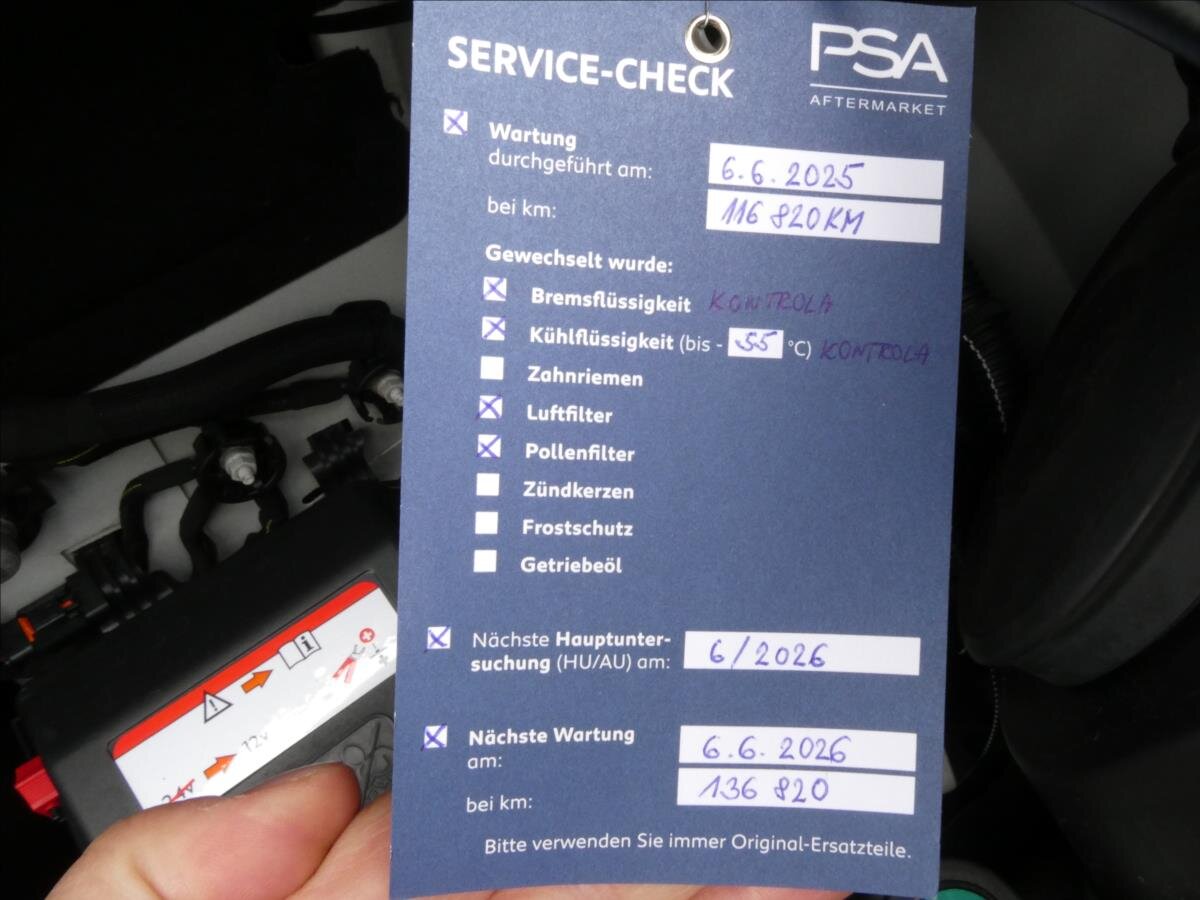 SERVICE-CHECK
PSA
AFTERMARKET
Wartung
durchgeführt am: 6.6.2025
bei km: 116 820KM
Gewechselt wurde:
Bremsflüssigkeit KONTROLA
Kühlflüssigkeit (bis - 55 °C) KONTROLA
Zahnriemen
Luftfilter
Pollenfilter
Zündkerzen
Frostschutz
Getriebeöl
Nächste Hauptunter-
suchung (HU/AU) am: 6/2026
Nächste Wartung
am: 6.6.2026
bei km: 136 820
Bitte verwenden Sie immer Original-Ersatzteile.
12v
24v